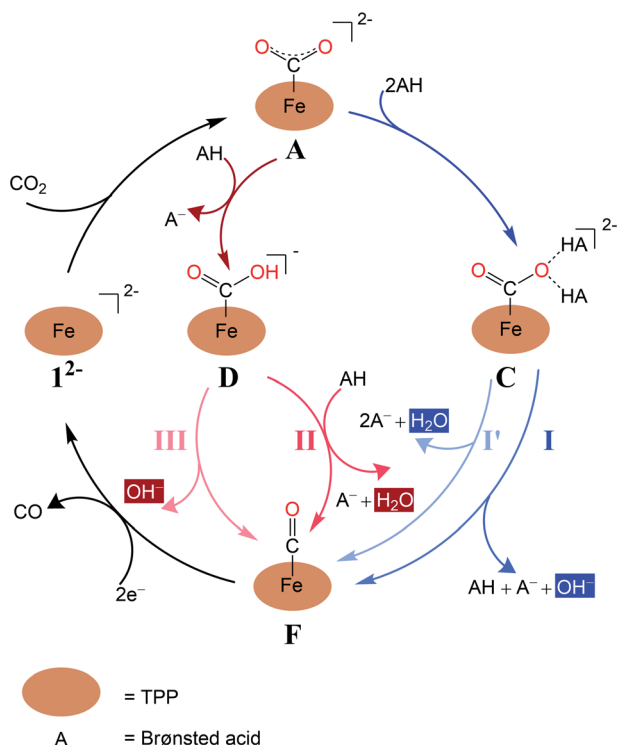 O O ⎤2-
C
Fe
A
2AH
AH
CO₂
A⁻
O OH ⎤-
C
Fe
D
HA ⎤2-
O O
C HA
Fe
C
Fe ⎤2-
1²⁻
AH
2A⁻ + H₂O
III II I' I
OH⁻
A⁻ + H₂O
CO
O
C
Fe
2e⁻
AH + A⁻ + OH⁻
F
= TPP
A = Brønsted acid